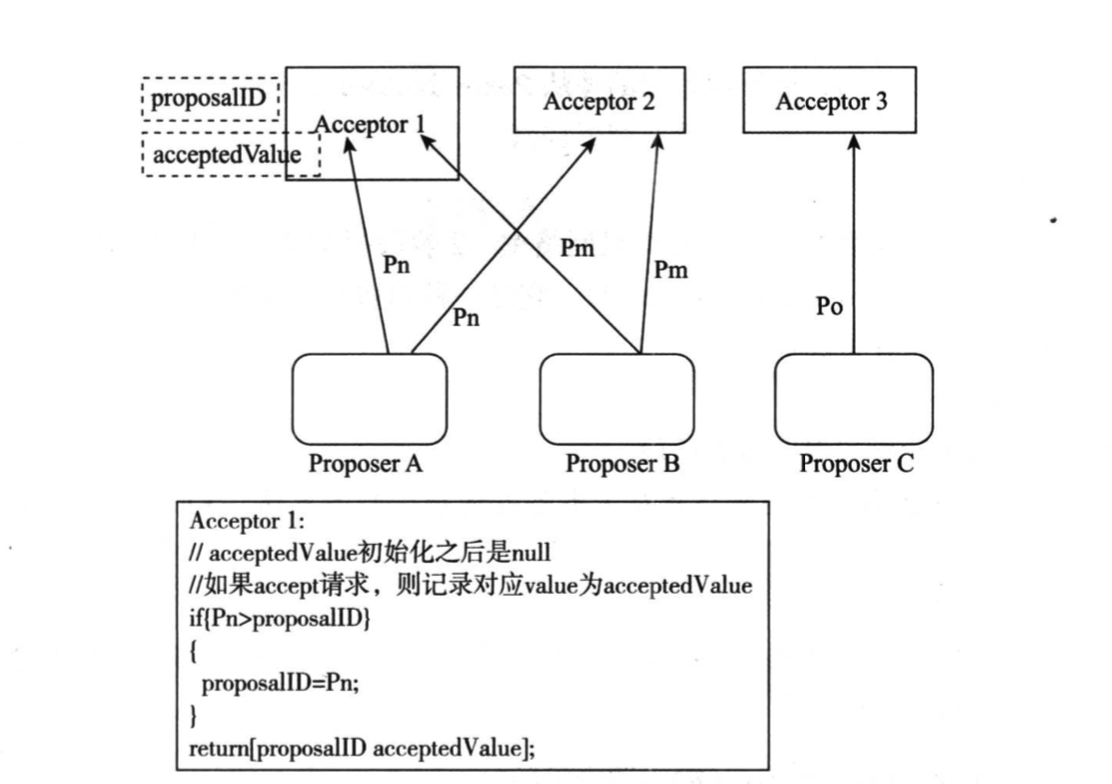 proposalID
acceptedValue
Acceptor 1
Acceptor 2
Acceptor 3
Pn
Pn
Pm
Pm
Po
Proposer A
Proposer B
Proposer C
Acceptor 1:
// acceptedValue初始化之后是null
//如果accept请求，则记录对应value为acceptedValue
if{Pn>proposalID}
{
proposalID=Pn;
}
return[proposalID acceptedValue];